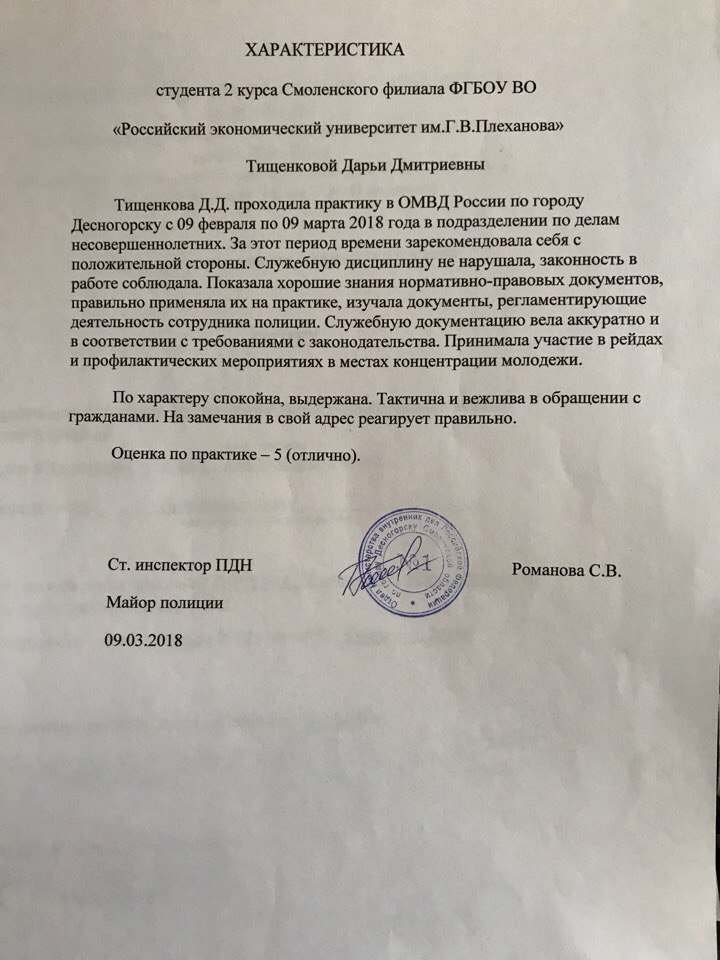 ХАРАКТЕРИСТИКА
студента 2 курса Смоленского филиала ФГБОУ ВО
«Российский экономический университет им.Г.В.Плеханова»
Тищенковой Дарьи Дмитриевны
Тищенкова Д.Д. проходила практику в ОМВД России по городу
Десногорску с 09 февраля по 09 марта 2018 года в подразделении по делам
несовершеннолетних. За этот период времени зарекомендовала себя с
положительной стороны. Служебную дисциплину не нарушала, законность в
работе соблюдала. Показала хорошие знания нормативно-правовых документов,
правильно применяла их на практике, изучала документы, регламентирующие
деятельность сотрудника полиции. Служебную документацию вела аккуратно и
в соответствии с требованиями с законодательства. Принимала участие в рейдах
и профилактических мероприятиях в местах концентрации молодежи.
По характеру спокойна, выдержана. Тактична и вежлива в обращении с
гражданами. На замечания в свой адрес реагирует правильно.
Оценка по практике – 5 (отлично).
Отдел Министерства внутренних дел Российской Федерации
по городу Десногорску Смоленской области
№1
Ст. инспектор ПДН
Романова С.В.
Майор полиции
09.03.2018